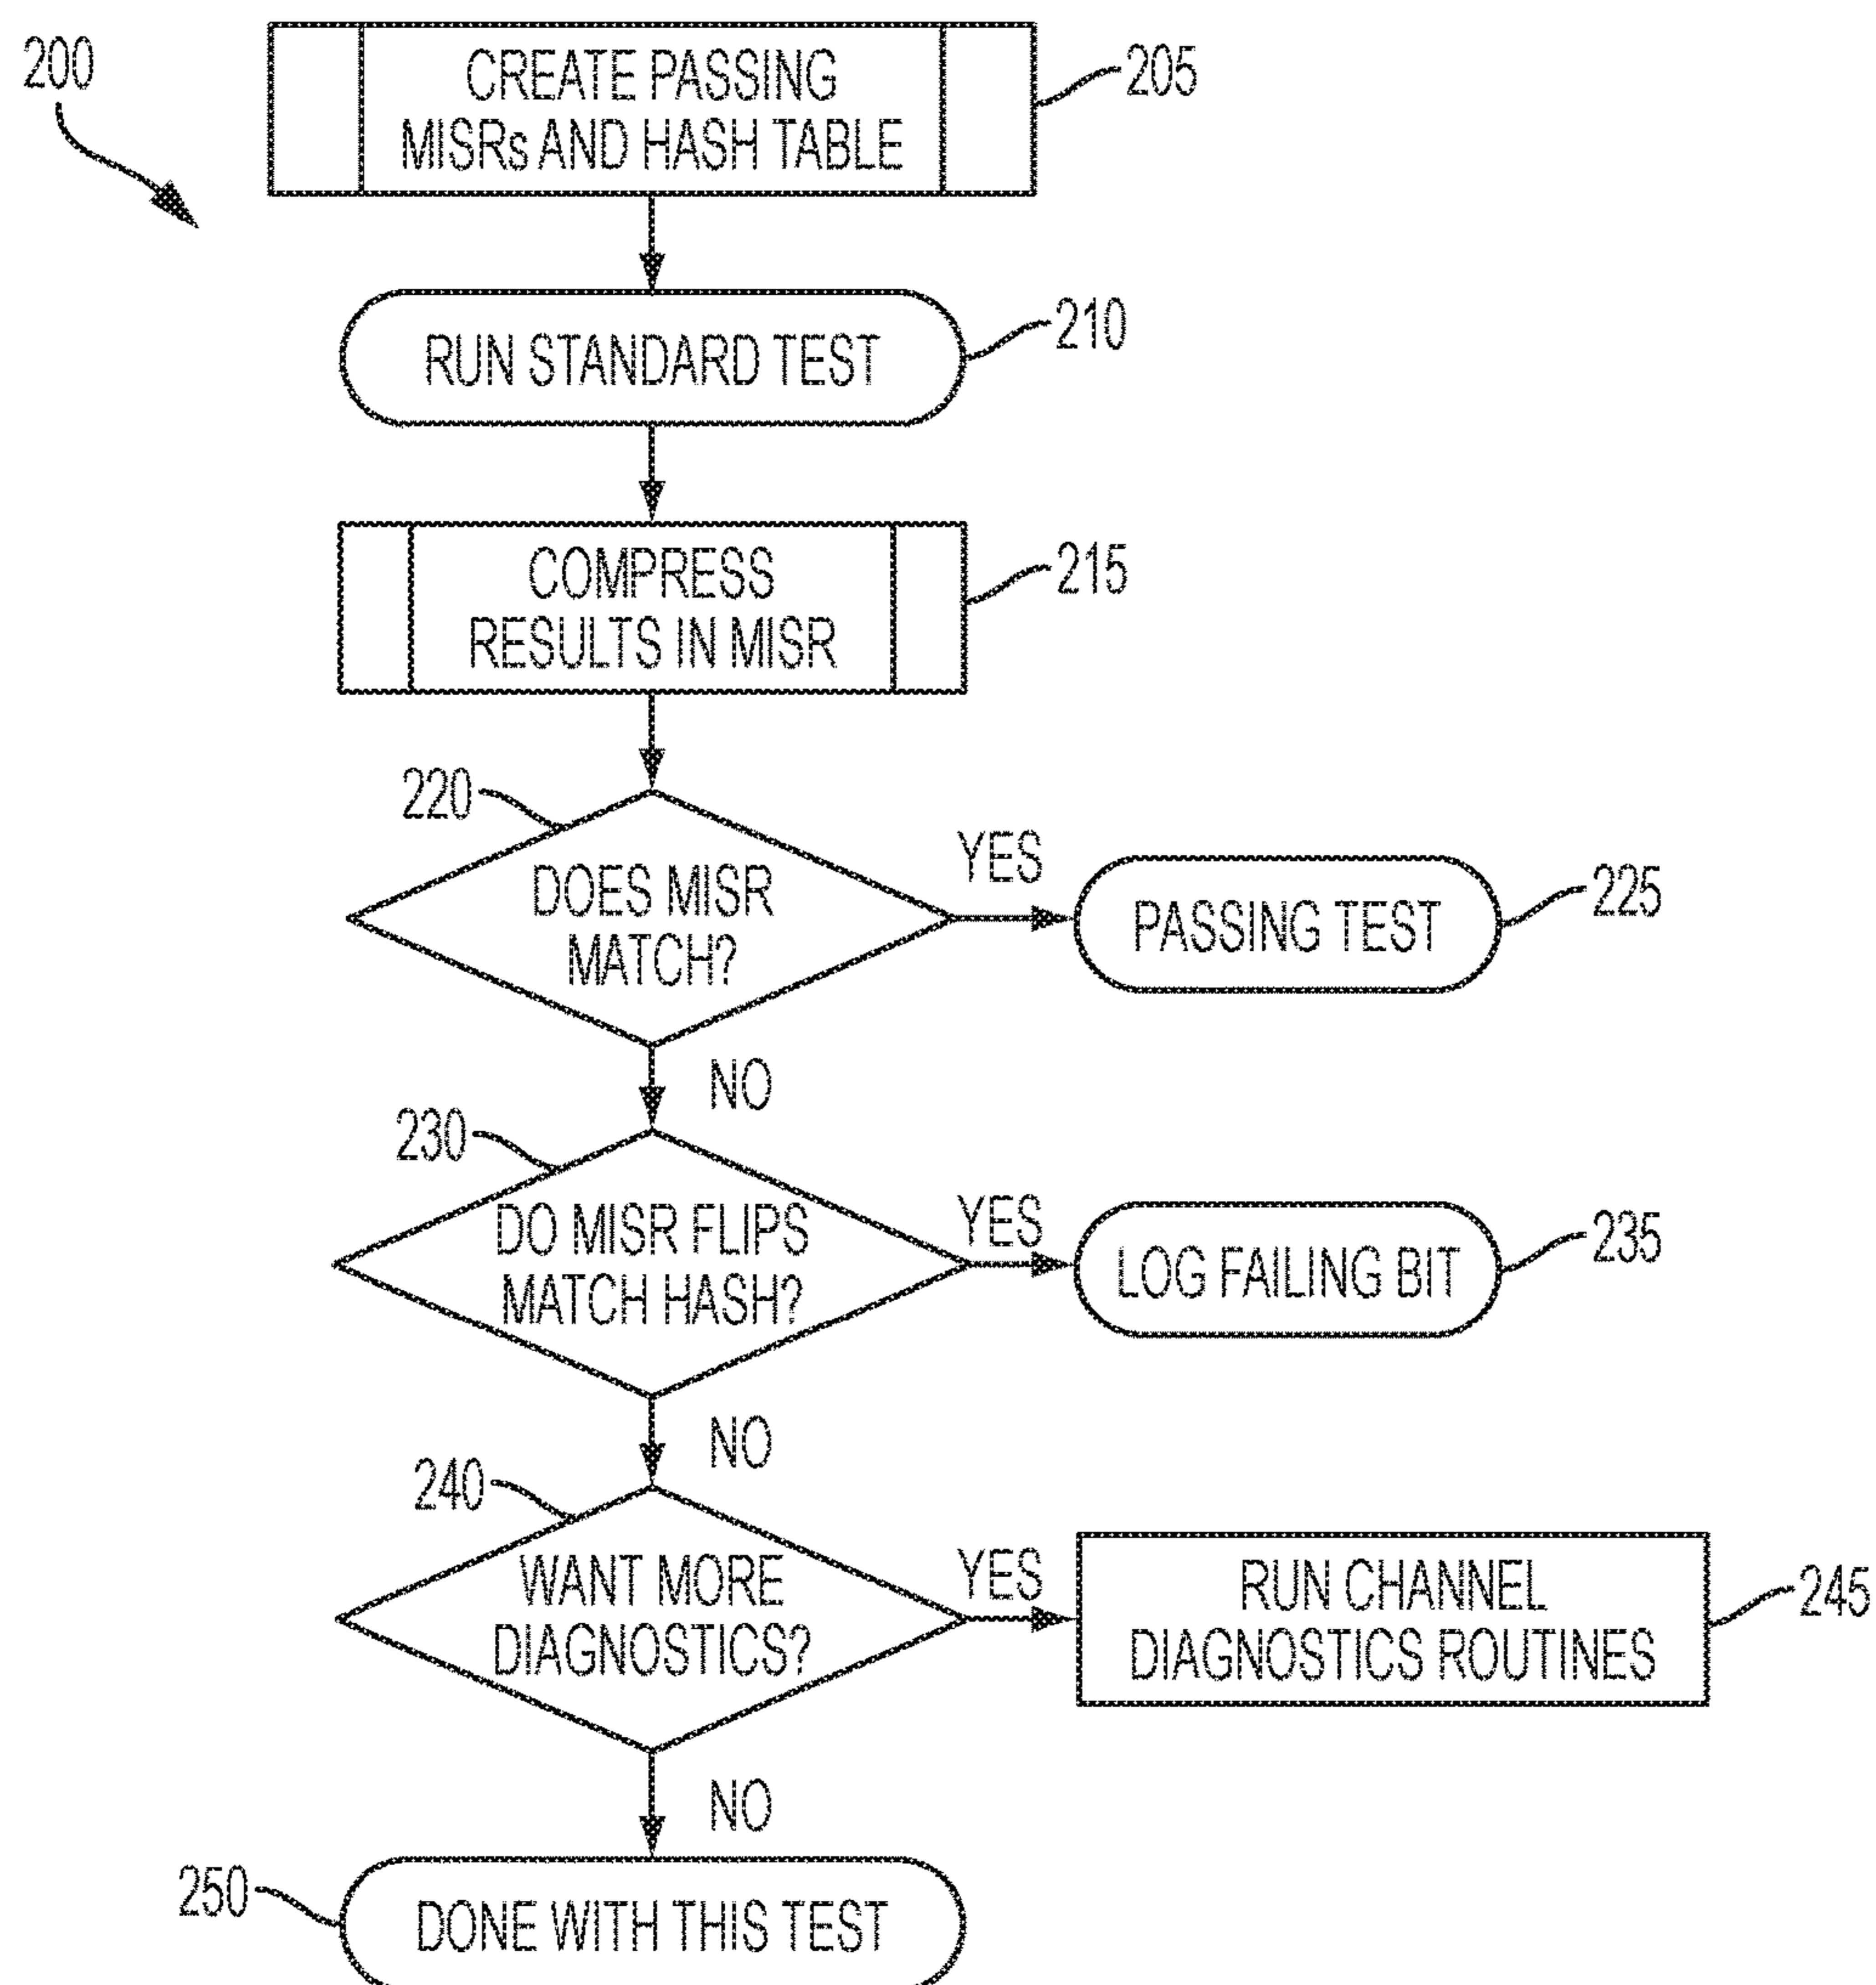 200
CREATE PASSING
MISRs AND HASH TABLE
205
RUN STANDARD TEST
210
COMPRESS
RESULTS IN MISR
215
220
DOES MISR
MATCH?
YES
PASSING TEST
225
NO
230
DO MISR FLIPS
MATCH HASH?
YES
LOG FAILING BIT
235
NO
240
WANT MORE
DIAGNOSTICS?
YES
RUN CHANNEL
DIAGNOSTICS ROUTINES
245
NO
250
DONE WITH THIS TEST